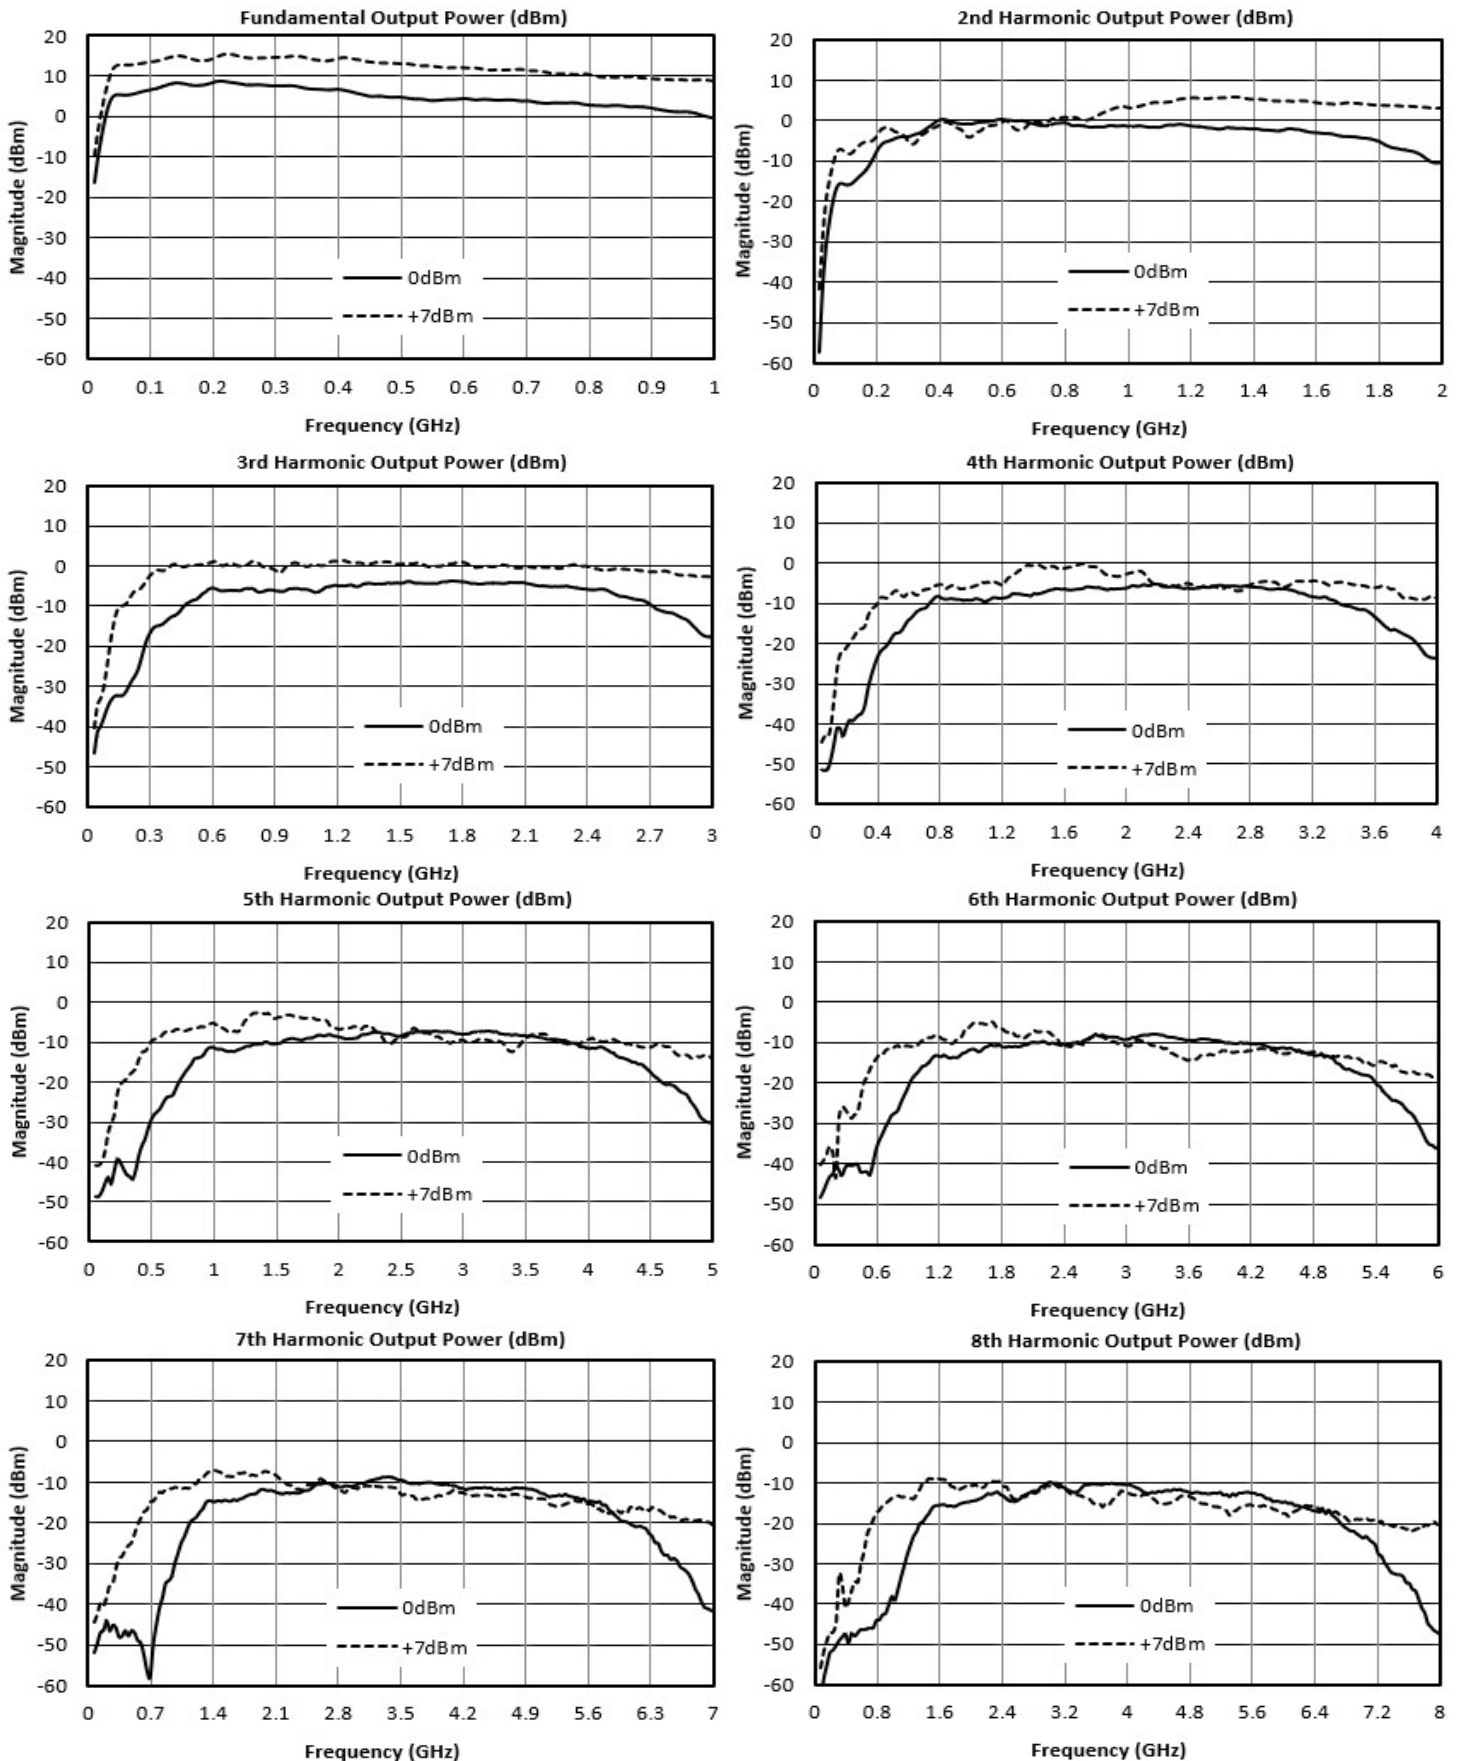 Fundamental Output Power (dBm)
20
10
0
-10
-20
-30
-40
-50
-60
Magnitude (dBm)
0dBm
+7dBm
0 0.1 0.2 0.3 0.4 0.5 0.6 0.7 0.8 0.9 1
Frequency (GHz)
2nd Harmonic Output Power (dBm)
20
10
0
-10
-20
-30
-40
-50
-60
Magnitude (dBm)
0dBm
+7dBm
0 0.2 0.4 0.6 0.8 1 1.2 1.4 1.6 1.8 2
Frequency (GHz)
3rd Harmonic Output Power (dBm)
20
10
0
-10
-20
-30
-40
-50
-60
Magnitude (dBm)
0dBm
+7dBm
0 0.3 0.6 0.9 1.2 1.5 1.8 2.1 2.4 2.7 3
Frequency (GHz)
4th Harmonic Output Power (dBm)
20
10
0
-10
-20
-30
-40
-50
-60
Magnitude (dBm)
0dBm
+7dBm
0 0.4 0.8 1.2 1.6 2 2.4 2.8 3.2 3.6 4
Frequency (GHz)
5th Harmonic Output Power (dBm)
20
10
0
-10
-20
-30
-40
-50
-60
Magnitude (dBm)
0dBm
+7dBm
0 0.5 1 1.5 2 2.5 3 3.5 4 4.5 5
Frequency (GHz)
6th Harmonic Output Power (dBm)
20
10
0
-10
-20
-30
-40
-50
-60
Magnitude (dBm)
0dBm
+7dBm
0 0.6 1.2 1.8 2.4 3 3.6 4.2 4.8 5.4 6
Frequency (GHz)
7th Harmonic Output Power (dBm)
20
10
0
-10
-20
-30
-40
-50
-60
Magnitude (dBm)
0dBm
+7dBm
0 0.7 1.4 2.1 2.8 3.5 4.2 4.9 5.6 6.3 7
Frequency (GHz)
8th Harmonic Output Power (dBm)
20
10
0
-10
-20
-30
-40
-50
-60
Magnitude (dBm)
0dBm
+7dBm
0 0.8 1.6 2.4 3.2 4 4.8 5.6 6.4 7.2 8
Frequency (GHz)